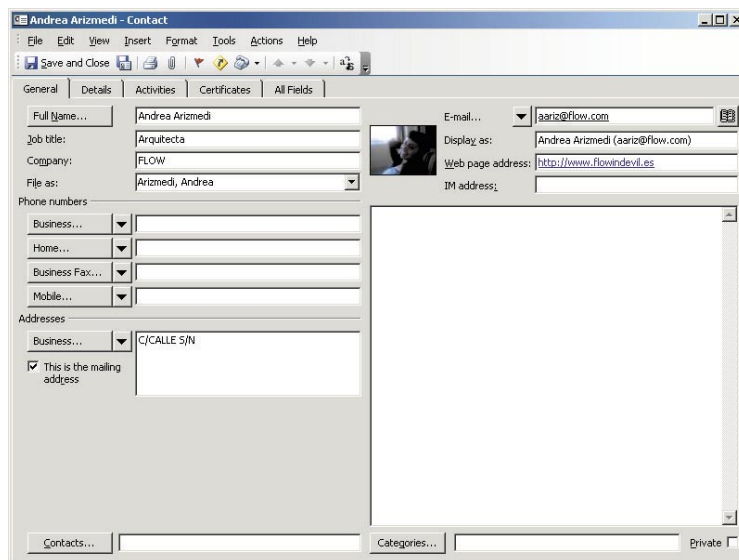 Andrea Arizmedi - Contact
File Edit View Insert Format Tools Actions Help
Save and Close
General Details Activities Certificates All Fields
Full Name... Andrea Arizmedi
Job title: Arquitecta
Company: FLOW
File as: Arizmedi, Andrea
E-mail... aariz@flow.com
Display as: Andrea Arizmedi (aariz@flow.com)
Web page address: http://www.flowindevil.es
IM address:
Phone numbers
Business...
Home...
Business Fax...
Mobile...
Addresses
Business... C/CALLE S/N
This is the mailing
address
Contacts... Categories... Private